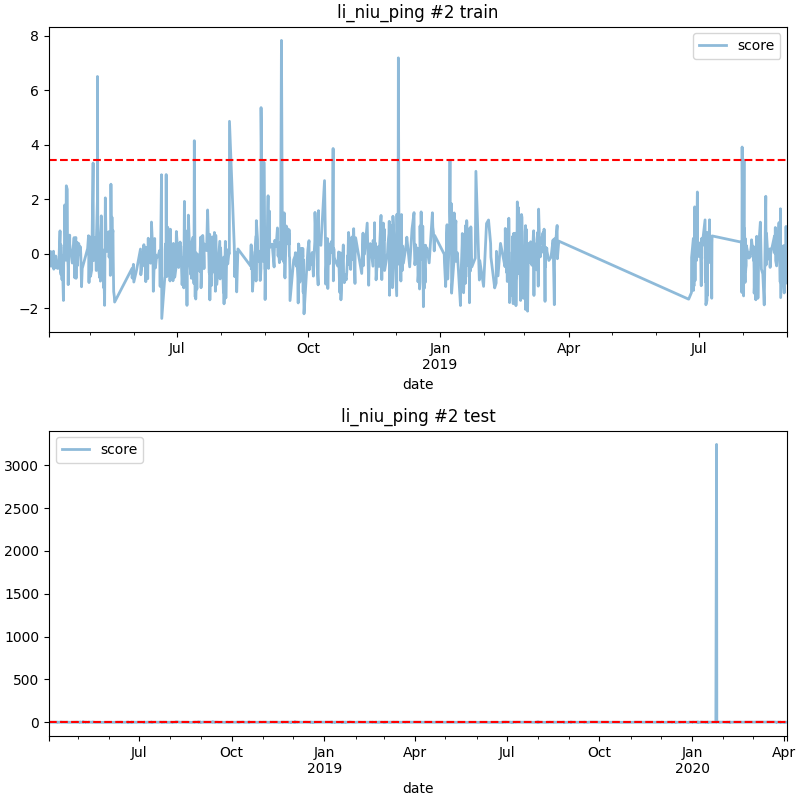 li_niu_ping #2 train
score
8
6
4
2
0
−2
Jul Oct Jan Apr Jul
2019
date
li_niu_ping #2 test
score
3000
2500
2000
1500
1000
500
0
Jul Oct Jan Apr Jul Oct Jan Apr
2019 2020
date